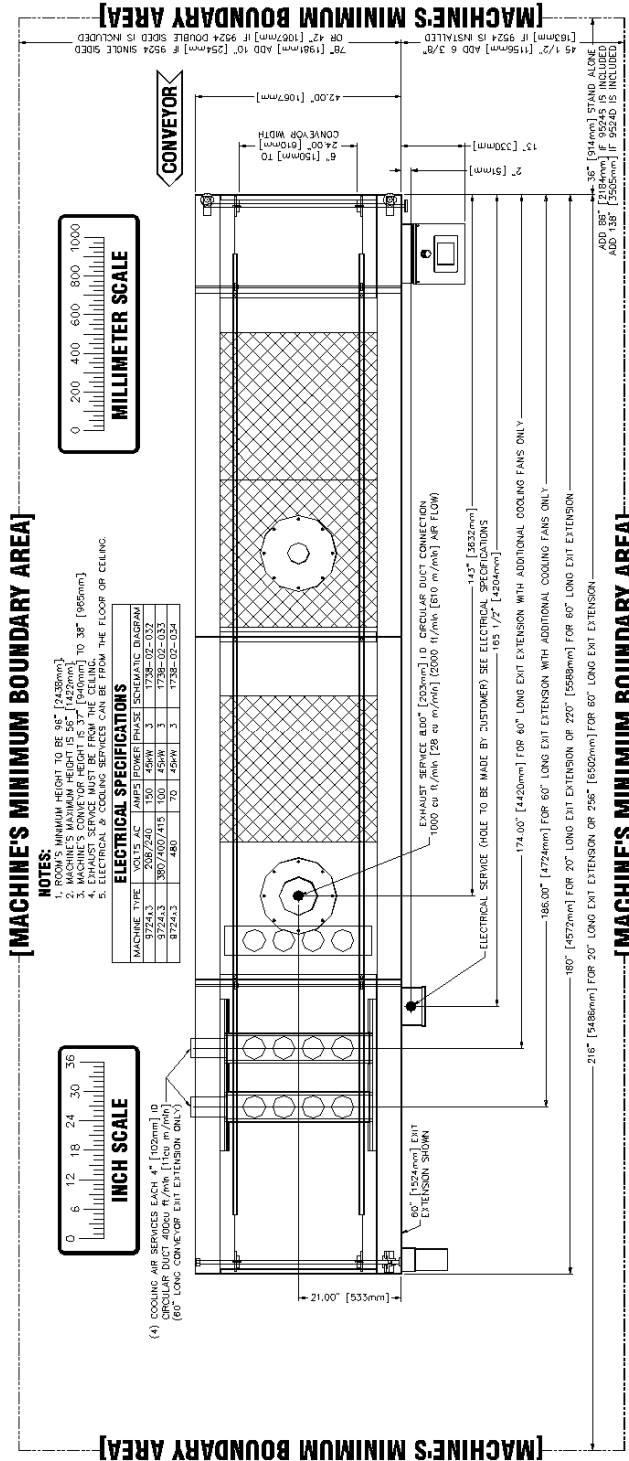 [MACHINE'S MINIMUM BOUNDARY AREA]
NOTES:
1. ROOM'S MINIMUM HEIGHT TO BE 96" [2438mm].
2. MACHINE'S MAXIMUM HEIGHT IS 56" [1422mm].
3. MACHINE'S CONVEYOR HEIGHT IS 37" [940mm] TO 38" [965mm].
4. EXHAUST SERVICE MUST BE FROM THE CEILING.
5. ELECTRICAL & COOLING SERVICES CAN BE FROM THE FLOOR OR CEILING.
ELECTRICAL SPECIFICATIONS
MACHINE TYPE VOLTS AC AMPS POWER PHASE SCHEMATIC DIAGRAM
9724x3 208/240 150 45kW 3 1738-02-032
9724x3 380/400/415 100 45kW 3 1738-02-033
9724x3 480 70 45kW 3 1738-02-034
0 6 12 18 24 30 36
INCH SCALE
0 200 400 600 800 1000
MILLIMETER SCALE
CONVEYOR
(4) COOLING AIR SERVICES EACH 4" [102mm] ID
CIRCULAR DUCT 400cu ft/min [11cu m/min]
(60" LONG CONVEYOR EXIT EXTENSION ONLY)
21.00" [533mm]
60" [1524mm] EXIT
EXTENSION SHOWN
EXHAUST SERVICE 8.00" [203mm] ID CIRCULAR DUCT CONNECTION
1000 cu ft/min [28 cu m/min] (2000 ft/min [610 m/min] AIR FLOW)
143" [3632mm]
ELECTRICAL SERVICE (HOLE TO BE MADE BY CUSTOMER) SEE ELECTRICAL SPECIFICATIONS
165 1/2" [4204mm]
174.00" [4420mm] FOR 60" LONG EXIT EXTENSION WITH ADDITIONAL COOLING FANS ONLY
186.00" [4724mm] FOR 60" LONG EXIT EXTENSION WITH ADDITIONAL COOLING FANS ONLY
180" [4572mm] FOR 20" LONG EXIT EXTENSION OR 220" [5588mm] FOR 60" LONG EXIT EXTENSION
216" [5486mm] FOR 20" LONG EXIT EXTENSION OR 256" [6502mm] FOR 60" LONG EXIT EXTENSION
36" [914mm] STAND ALONE
ADD 86" [2184mm] IF 9524S IS INCLUDED
ADD 138" [3505mm] IF 9524D IS INCLUDED
[MACHINE'S MINIMUM BOUNDARY AREA]
78" [1981mm] ADD 10" [254mm] IF 9524 SINGLE SIDED
OR 42" [1067mm] IF 9524 DOUBLE SIDED IS INCLUDED
45 1/2" [1156mm] ADD 6 3/8"
[163mm] IF 9524 IS INSTALLED
42.00" [1067mm]
6" [150mm] TO
24.00" [610mm]
CONVEYOR WIDTH
13" [330mm]
2" [51mm]
[MACHINE'S MINIMUM BOUNDARY AREA]
[MACHINE'S MINIMUM BOUNDARY AREA]